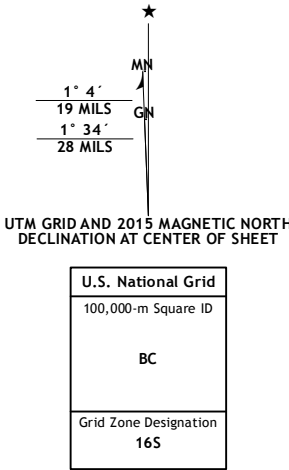 MN
1° 4´
19 MILS
GN
1° 34´
28 MILS
UTM GRID AND 2015 MAGNETIC NORTH
DECLINATION AT CENTER OF SHEET
U.S. National Grid
100,000-m Square ID
BC
Grid Zone Designation
16S